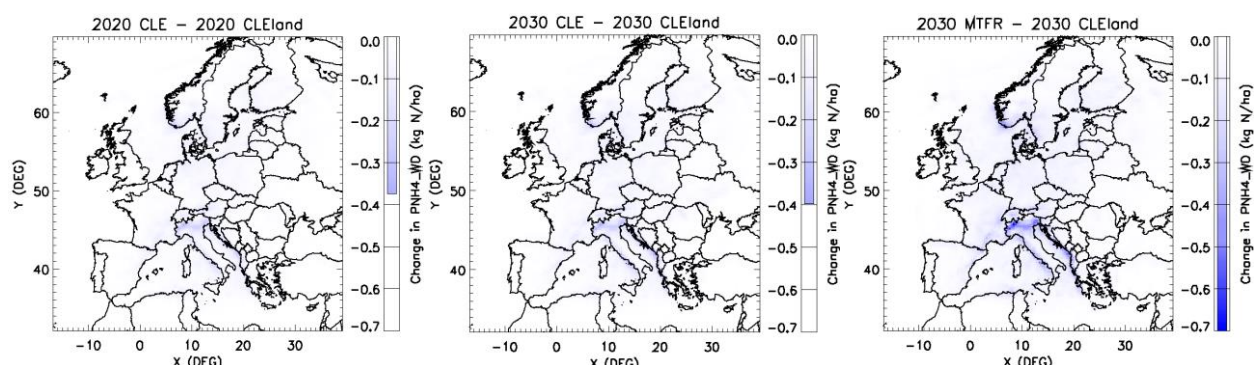 2020 CLE – 2020 CLEland
2030 CLE – 2030 CLEland
2030 MTFR – 2030 CLEland
60
50
40
Y (DEG)
-10 0 10 20 30
X (DEG)
0.0
-0.1
-0.2
-0.3
-0.4
-0.5
-0.6
-0.7
Change in PNH4_WD (kg N/ha)
60
50
40
Y (DEG)
-10 0 10 20 30
X (DEG)
0.0
-0.1
-0.2
-0.3
-0.4
-0.5
-0.6
-0.7
Change in PNH4_WD (kg N/ha)
60
50
40
Y (DEG)
-10 0 10 20 30
X (DEG)
0.0
-0.1
-0.2
-0.3
-0.4
-0.5
-0.6
-0.7
Change in PNH4_WD (kg N/ha)